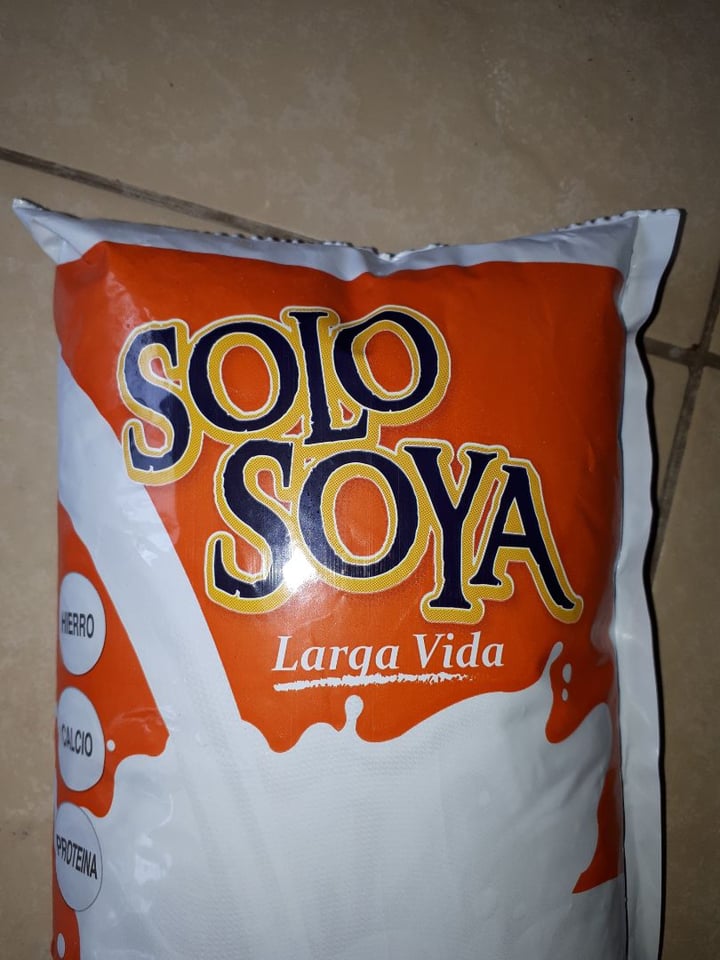 SOLO
SOYA
Larga Vida
HIERRO
CALCIO
PROTEINA